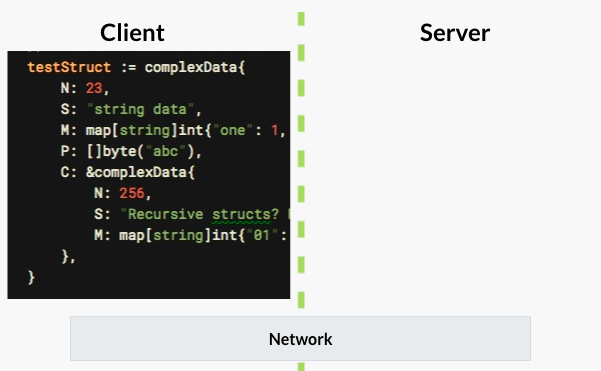 Client
Server
testStruct := complexData{
N: 23,
S: "string data",
M: map[string]int{"one": 1,
P: []byte("abc"),
C: &complexData{
N: 256,
S: "Recursive structs?
M: map[string]int{"01":
},
}
Network